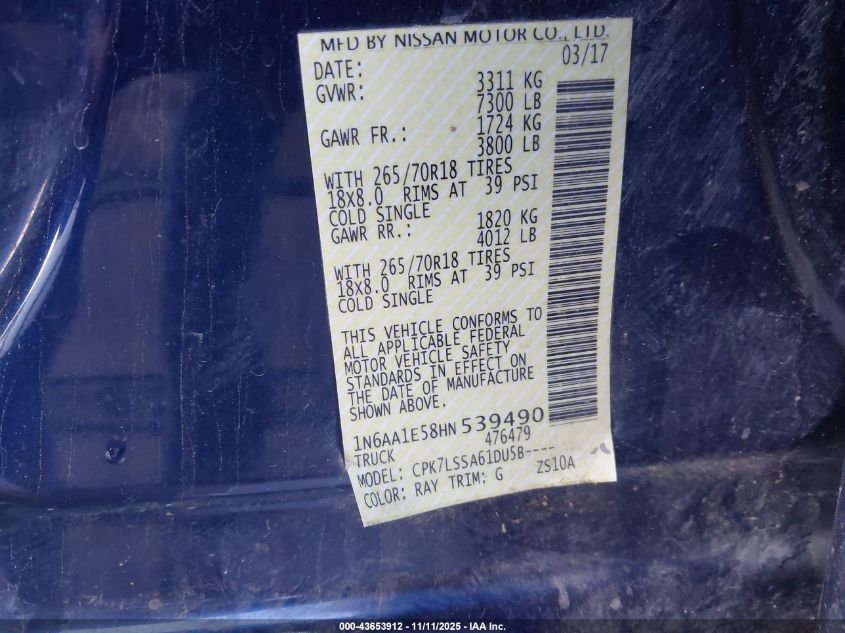 MFD BY NISSAN MOTOR CO., LTD.
DATE: 03/17
GVWR: 3311 KG
7300 LB
GAWR FR.: 1724 KG
3800 LB
WITH 265/70R18 TIRES
18X8.0 RIMS AT 39 PSI
COLD SINGLE
GAWR RR.: 1820 KG
4012 LB
WITH 265/70R18 TIRES
18X8.0 RIMS AT 39 PSI
COLD SINGLE
THIS VEHICLE CONFORMS TO
ALL APPLICABLE FEDERAL
MOTOR VEHICLE SAFETY
STANDARDS IN EFFECT ON
THE DATE OF MANUFACTURE
SHOWN ABOVE.
1N6AA1E58HN539490
TRUCK 476479
MODEL: CPK7LSSA61DU5B----
COLOR: RAY TRIM: G ZS10A
000-43653912 - 11/11/2025 - IAA Inc.